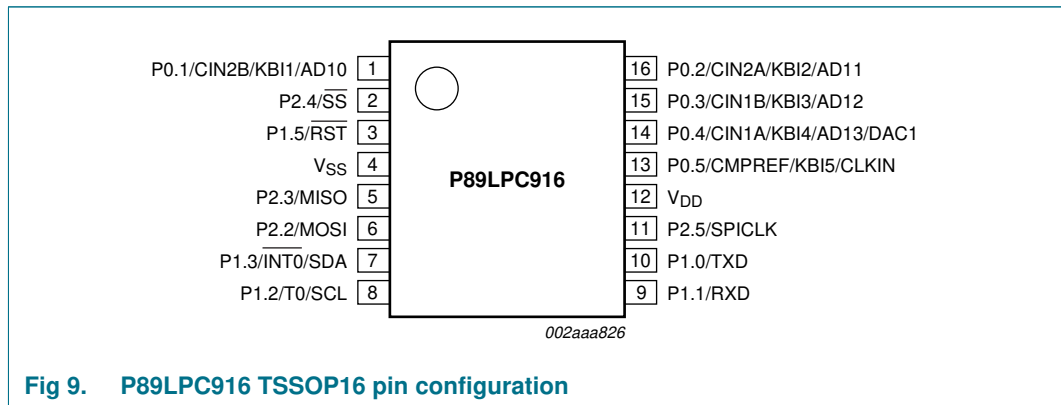 P0.1/CIN2B/KBI1/AD10 1
P2.4/SS 2
P1.5/RST 3
VSS 4
P2.3/MISO 5
P2.2/MOSI 6
P1.3/INT0/SDA 7
P1.2/T0/SCL 8
P89LPC916
16 P0.2/CIN2A/KBI2/AD11
15 P0.3/CIN1B/KBI3/AD12
14 P0.4/CIN1A/KBI4/AD13/DAC1
13 P0.5/CMPREF/KBI5/CLKIN
12 VDD
11 P2.5/SPICLK
10 P1.0/TXD
9 P1.1/RXD
002aaa826
Fig 9. P89LPC916 TSSOP16 pin configuration